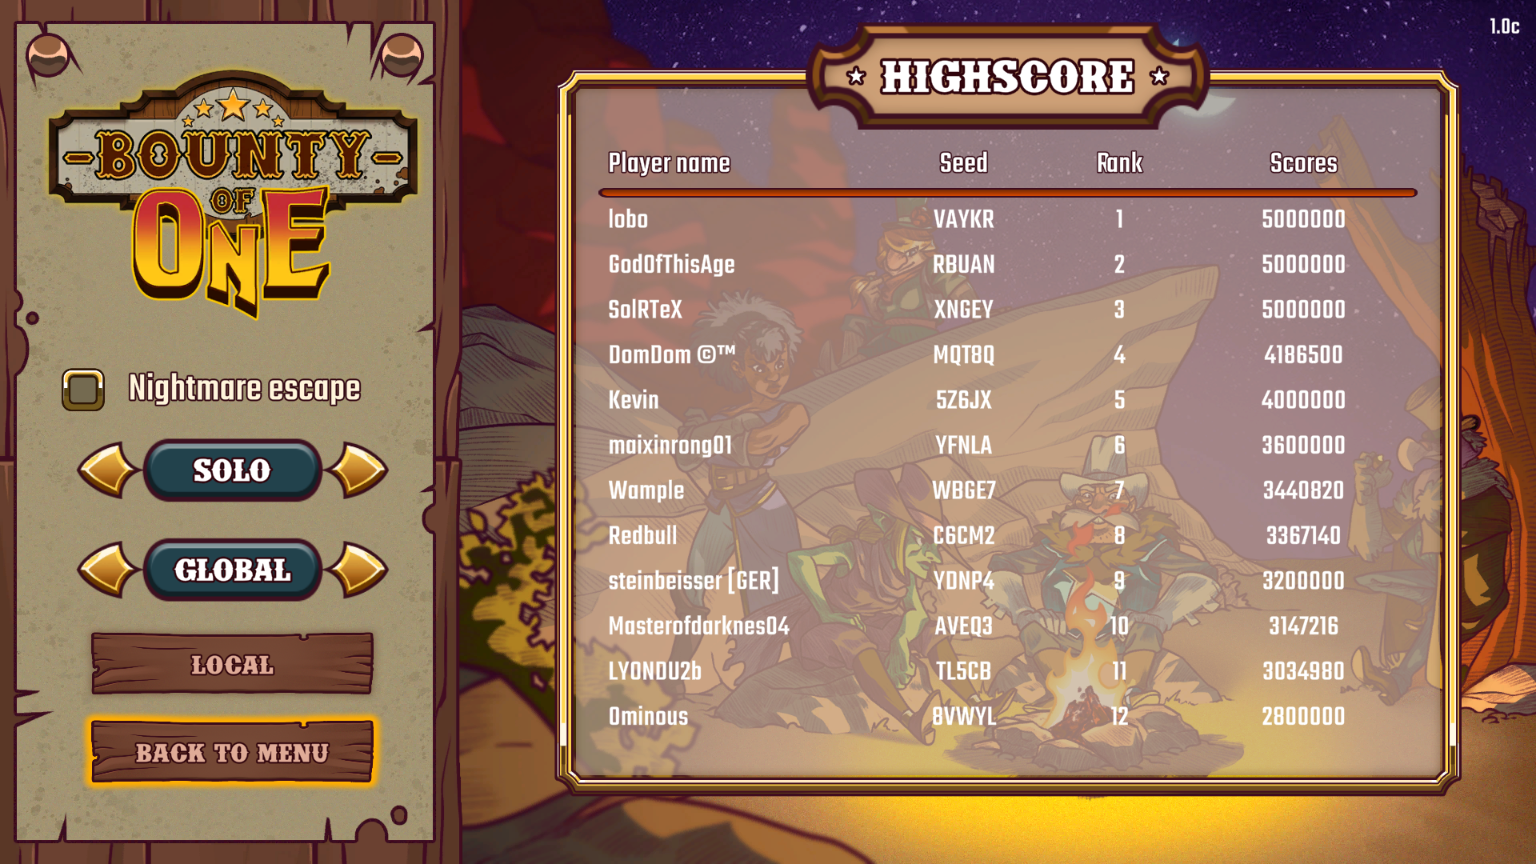 1.0c
BOUNTY
OF
ONE
Nightmare escape
SOLO
GLOBAL
LOCAL
BACK TO MENU
HIGHSCORE
Player name Seed Rank Scores
lobo VAYKR 1 5000000
GodOfThisAge RBUAN 2 5000000
SolRTeX XNGEY 3 5000000
DomDom ©™ MQT8Q 4 4186500
Kevin 5Z6JX 5 4000000
maixinrong01 YFNLA 6 3600000
Wample WBGE7 7 3440820
Redbull C6CM2 8 3367140
steinbeisser [GER] YDNP4 9 3200000
Masterofdarknes04 AVEQ3 10 3147216
LYONDU2b TL5CB 11 3034980
Ominous 8VWYL 12 2800000